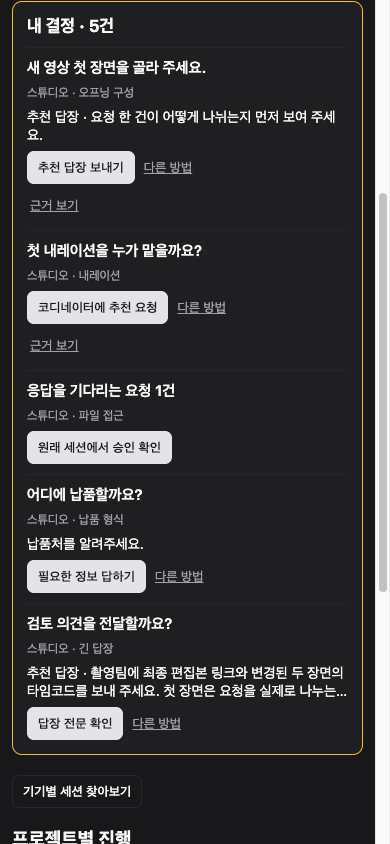 내 결정 · 5건
새 영상 첫 장면을 골라 주세요.
스튜디오 · 오프닝 구성
추천 답장 · 요청 한 건이 어떻게 나뉘는지 먼저 보여 주세
요.
추천 답장 보내기 다른 방법
근거 보기
첫 내레이션을 누가 맡을까요?
스튜디오 · 내레이션
코디네이터에 추천 요청 다른 방법
근거 보기
응답을 기다리는 요청 1건
스튜디오 · 파일 접근
원래 세션에서 승인 확인
어디에 납품할까요?
스튜디오 · 납품 형식
납품처를 알려주세요.
필요한 정보 답하기 다른 방법
검토 의견을 전달할까요?
스튜디오 · 긴 답장
추천 답장 · 촬영팀에 최종 편집본 링크와 변경된 두 장면의
타임코드를 보내 주세요. 첫 장면은 요청을 실제로 나누는...
답장 전문 확인 다른 방법
기기별 세션 찾아보기
프로젝트별 진행